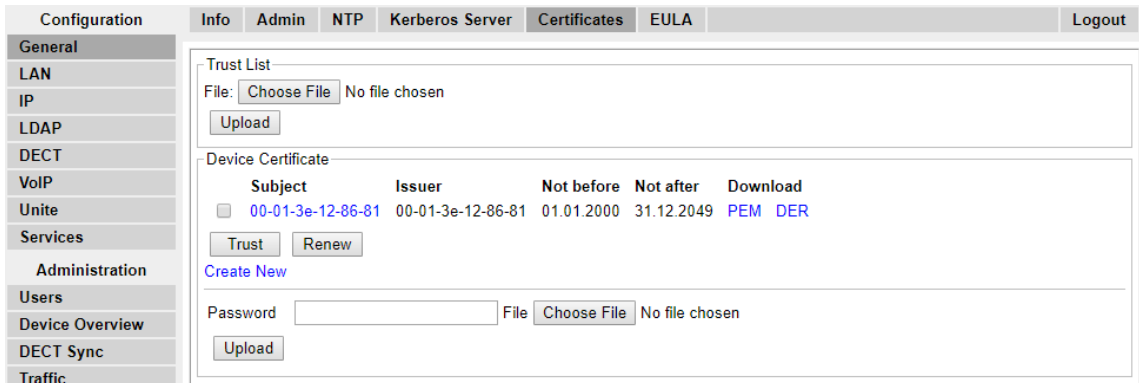 Configuration
General
LAN
IP
LDAP
DECT
VoIP
Unite
Services
Administration
Users
Device Overview
DECT Sync
Traffic
Info Admin NTP Kerberos Server Certificates EULA Logout
Trust List
File: Choose File No file chosen
Upload
Device Certificate
Subject Issuer Not before Not after Download
00-01-3e-12-86-81 00-01-3e-12-86-81 01.01.2000 31.12.2049 PEM DER
Trust Renew
Create New
Password File Choose File No file chosen
Upload